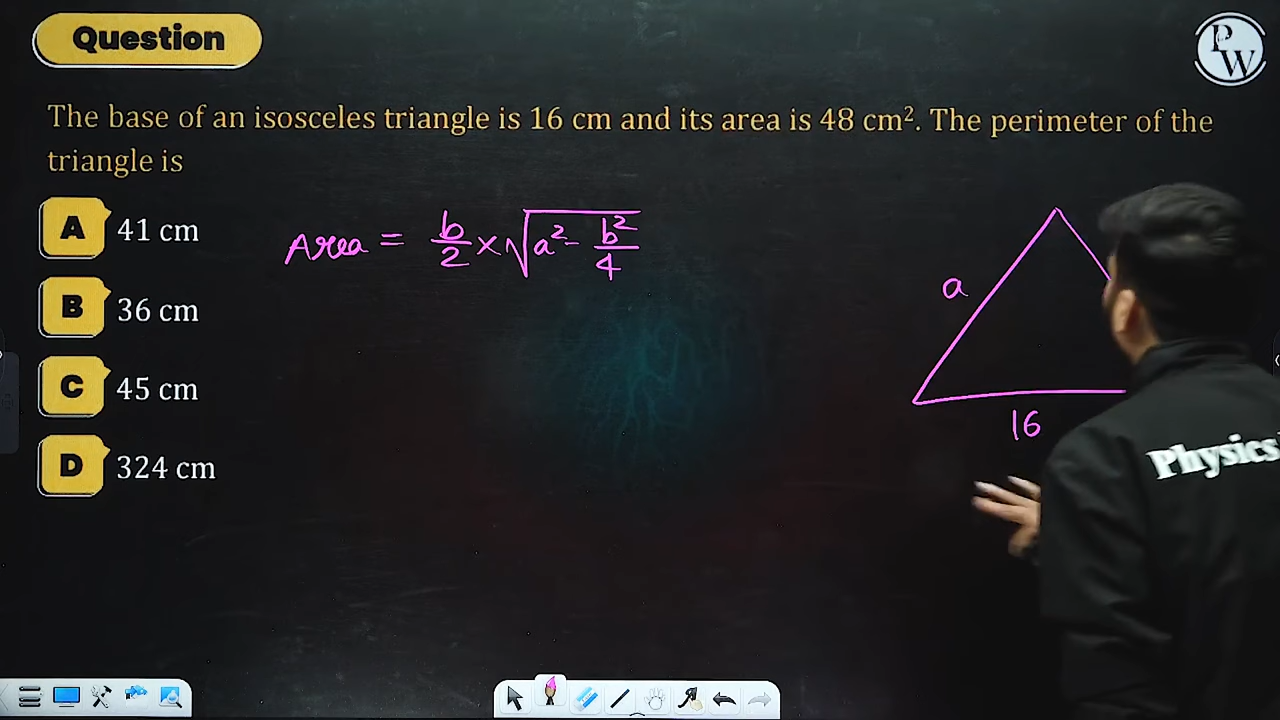 Question
PW
The base of an isosceles triangle is 16 cm and its area is 48 cm². The perimeter of the
triangle is
A 41 cm
B 36 cm
C 45 cm
D 324 cm
Area = b/2 × √(a² - b²/4)
a
16
Physics